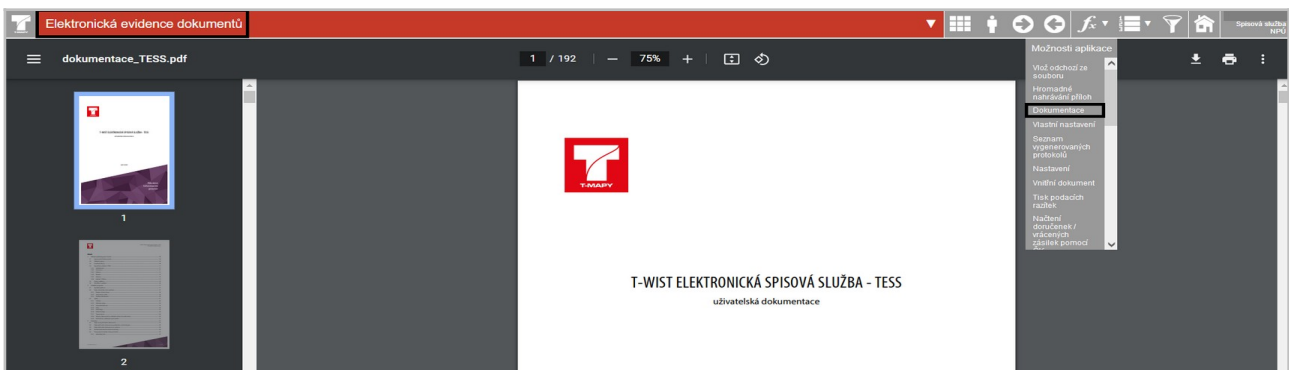 Elektronická evidence dokumentů
Spisová služba
NPÚ
dokumentace_TESS.pdf
1 / 192
75%
Možnosti aplikace
Vlož odchozí ze
souboru
Hromadné
nahrávání příloh
Dokumentace
Vlastní nastavení
Seznam
vygenerovaných
protokolů
Nastavení
Vnitřní dokument
Tisk podacích
razítek
Načtení
doručenek /
vrácených
zásilek pomocí
1
2
T-MAPY
T-WIST ELEKTRONICKÁ SPISOVÁ SLUŽBA - TESS
uživatelská dokumentace